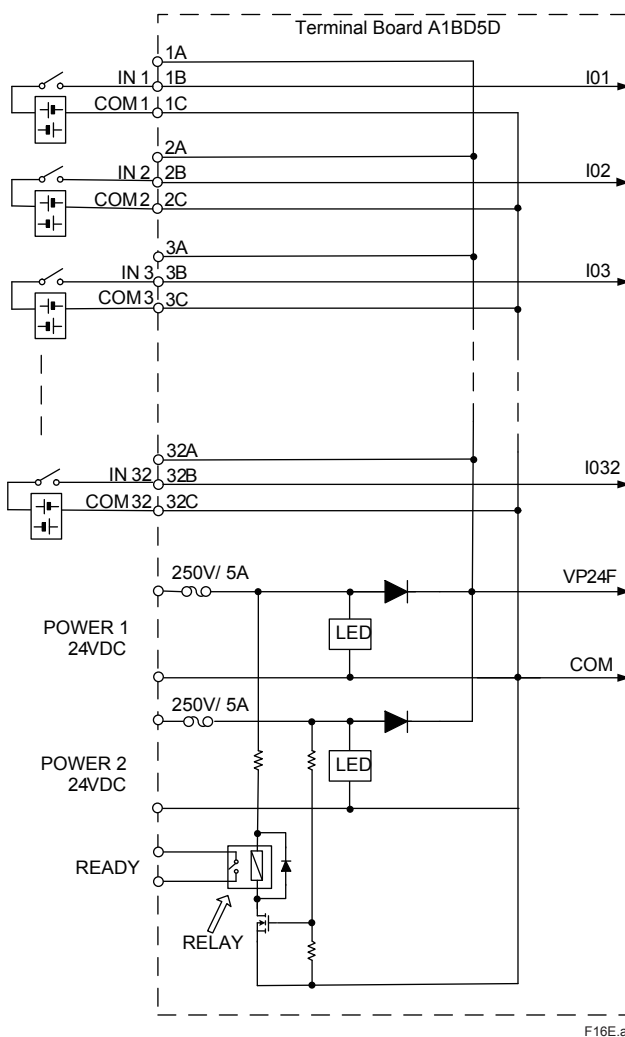 Terminal Board A1BD5D
1A
IN 1 1B I01
COM 1 1C
2A
IN 2 2B I02
COM 2 2C
3A
IN 3 3B I03
COM 3 3C
32A
IN 32 32B I032
COM 32 32C
250V/ 5A VP24F
POWER 1
24VDC
LED
COM
250V/ 5A
POWER 2
24VDC
LED
READY
RELAY
F16E.a